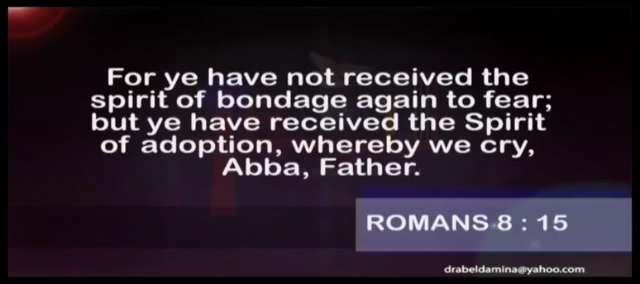 For ye have not received the
spirit of bondage again to fear;
but ye have received the Spirit
of adoption, whereby we cry,
Abba, Father.
ROMANS 8 : 15
drabeldamina@yahoo.com